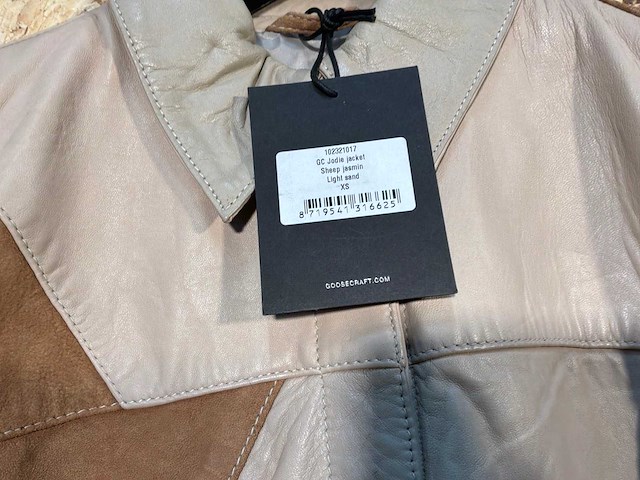 102321017
GC Jodie jacket
Sheep jasmin
Light sand
XS
8 719541 316625
GOOSECRAFT.COM